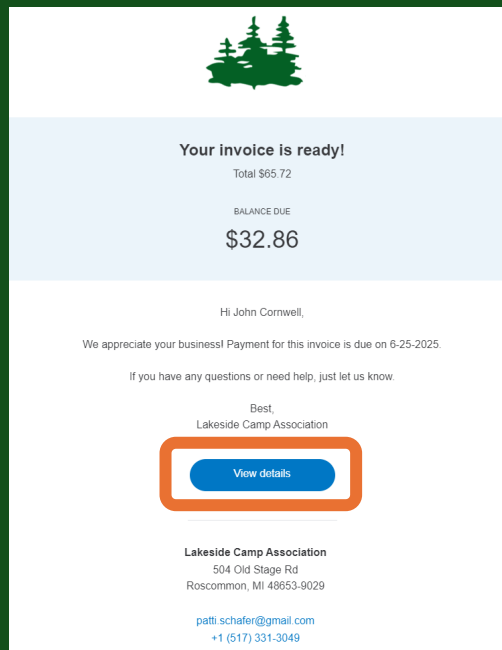 Your invoice is ready!
Total $65.72
BALANCE DUE
$32.86
Hi John Cornwell,
We appreciate your business! Payment for this invoice is due on 6-25-2025.
If you have any questions or need help, just let us know.
Best,
Lakeside Camp Association
View details
Lakeside Camp Association
504 Old Stage Rd
Roscommon, MI 48653-9029
patti.schafer@gmail.com
+1 (517) 331-3049